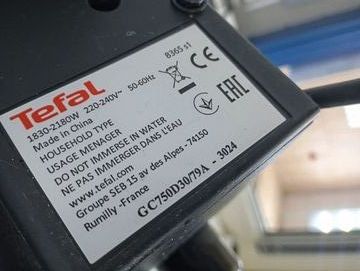 Tefal
8365 s1
1830-2180W 220-240V~ 50-60Hz
Made in China
HOUSEHOLD TYPE
USAGE MENAGER
DO NOT IMMERSE IN WATER
NE PAS IMMERGER DANS L'EAU
www.tefal.com
Groupe SEB 15 av des Alpes - 74150
Rumilly - France
GC750D30/79A - 3024
CE
EAC